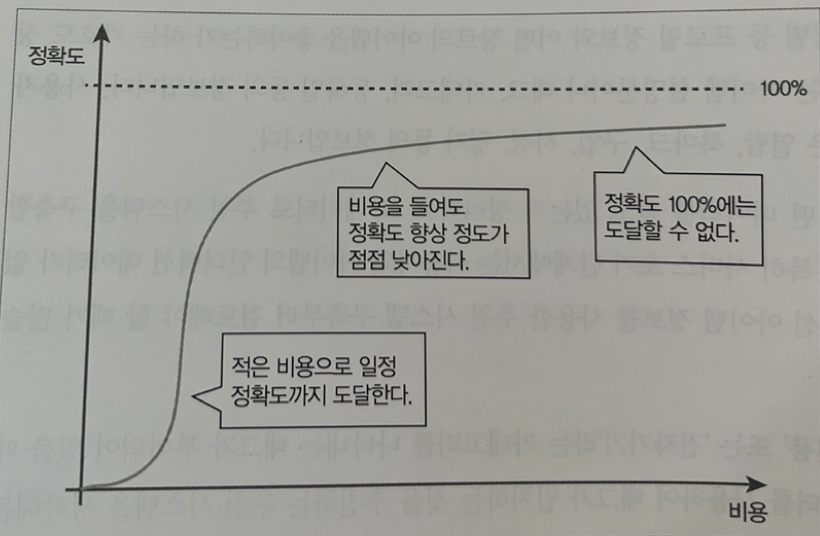 정확도
100%
비용을 들여도
정확도 향상 정도가
점점 낮아진다.
정확도 100%에는
도달할 수 없다.
적은 비용으로 일정
정확도까지 도달한다.
비용